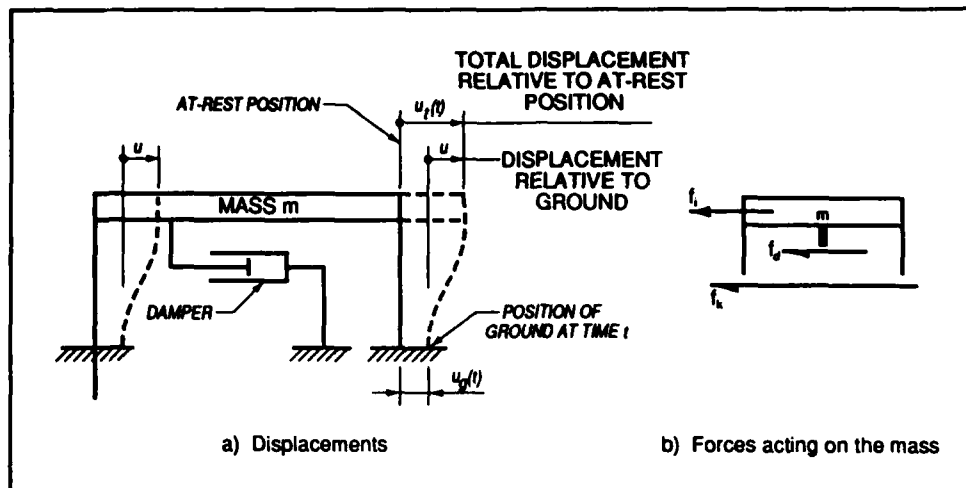 TOTAL DISPLACEMENT
RELATIVE TO AT-REST
POSITION
AT-REST POSITION
u_t(t)
u
u
DISPLACEMENT
RELATIVE TO
GROUND
MASS m
f_i
m
f_d
f_k
DAMPER
POSITION OF
GROUND AT TIME t
u_g(t)
a) Displacements
b) Forces acting on the mass